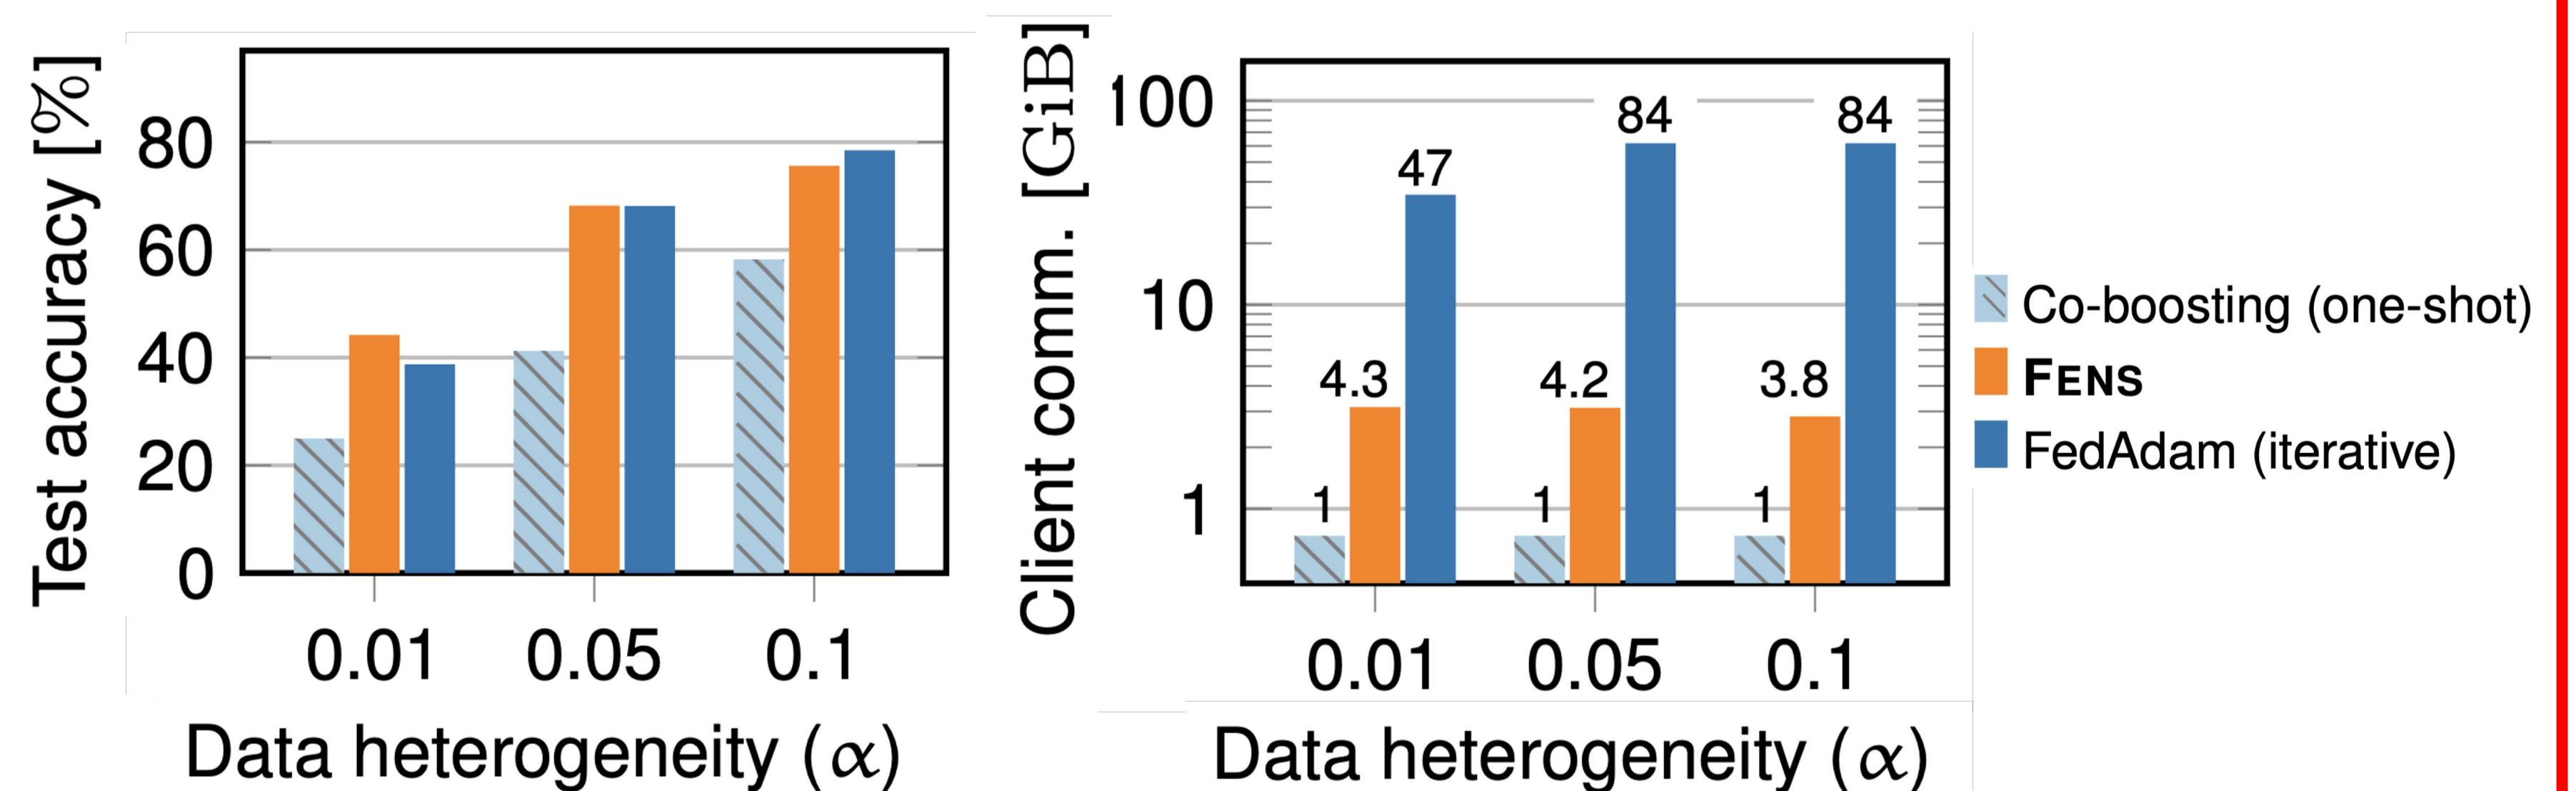 Test accuracy [%]
80
60
40
20
0
0.01 0.05 0.1
Data heterogeneity (α)
Client comm. [GiB]
100
10
1
1 4.3 47
1 4.2 84
1 3.8 84
0.01 0.05 0.1
Data heterogeneity (α)
Co-boosting (one-shot)
FENS
FedAdam (iterative)